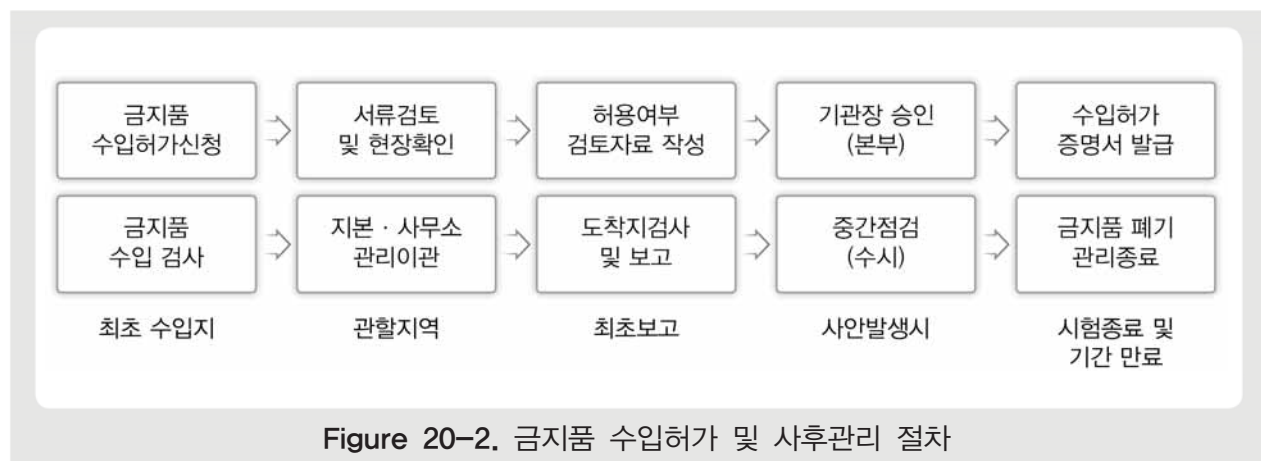 금지품
수입허가신청
서류검토
및 현장확인
허용여부
검토자료 작성
기관장 승인
(본부)
수입허가
증명서 발급
금지품
수입 검사
지본 · 사무소
관리이관
도착지검사
및 보고
중간점검
(수시)
금지품 폐기
관리종료
최초 수입지
관할지역
최초보고
사안발생시
시험종료 및
기간 만료
Figure 20-2. 금지품 수입허가 및 사후관리 절차